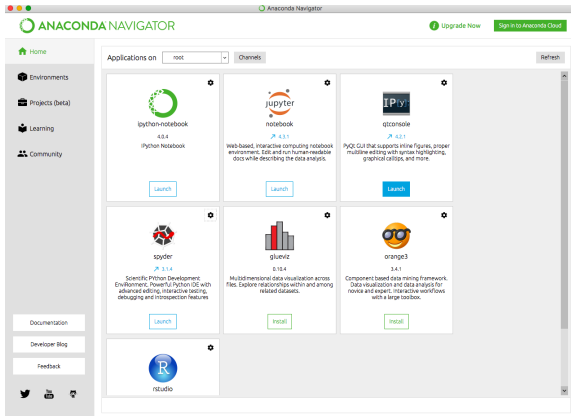 Anaconda Navigator
ANACONDA NAVIGATOR
Upgrade Now
Sign in to Anaconda Cloud
Home
Environments
Projects (beta)
Learning
Community
Documentation
Developer Blog
Feedback
You
Tube
Applications on
root
Channels
Refresh
ipython-notebook
4.0.4
IPython Notebook
Launch
jupyter
notebook
4.3.1
Web-based, interactive computing notebook
environment. Edit and run human-readable
docs while describing the data analysis.
Launch
IP[y]:
qtconsole
4.2.1
PyQt GUI that supports inline figures, proper
multiline editing with syntax highlighting,
graphical calltips, and more.
Launch
spyder
3.1.4
Scientific PYthon Development
EnviRonment. Powerful Python IDE with
advanced editing, interactive testing,
debugging and introspection features
Launch
glueviz
0.10.4
Multidimensional data visualization across
files. Explore relationships within and among
related datasets.
Install
orange3
3.4.1
Component based data mining framework.
Data visualization and data analysis for
novice and expert. Interactive workflows
with a large toolbox.
Install
R
rstudio